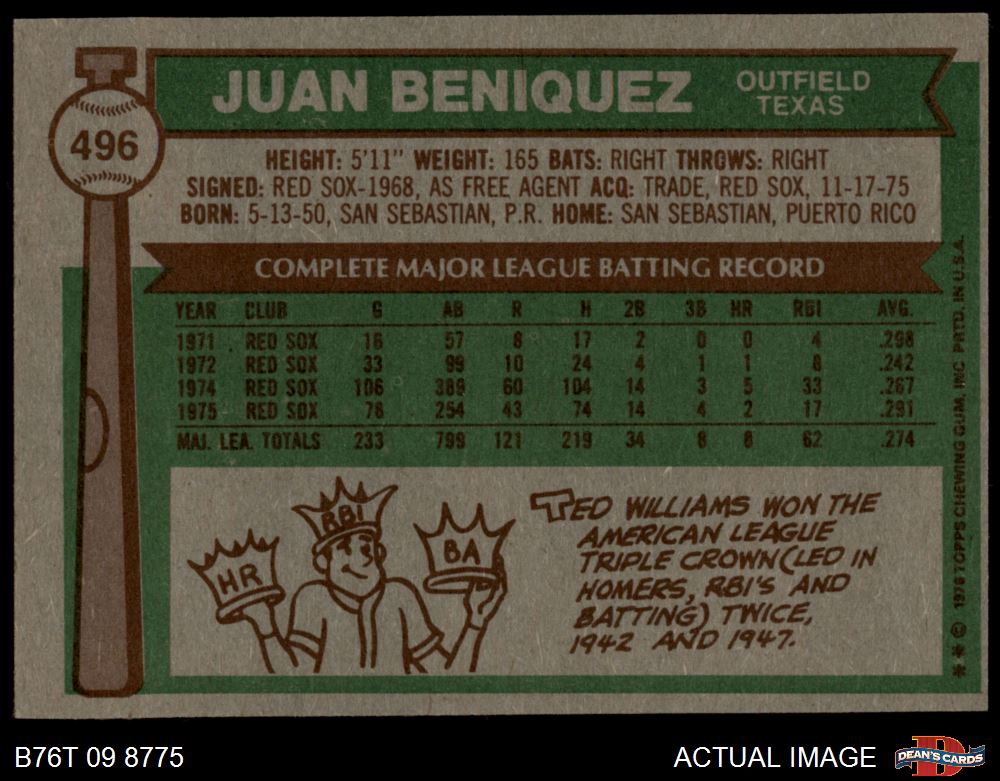 496
JUAN BENIQUEZ
OUTFIELD
TEXAS
HEIGHT: 5'11" WEIGHT: 165 BATS: RIGHT THROWS: RIGHT
SIGNED: RED SOX-1968, AS FREE AGENT ACQ: TRADE, RED SOX, 11-17-75
BORN: 5-13-50, SAN SEBASTIAN, P.R. HOME: SAN SEBASTIAN, PUERTO RICO
COMPLETE MAJOR LEAGUE BATTING RECORD
YEAR CLUB G AB R H 2B 3B HR RBI AVG.
1971 RED SOX 16 57 8 17 2 0 0 4 .298
1972 RED SOX 33 99 10 24 4 1 1 8 .242
1974 RED SOX 106 389 60 104 14 3 5 33 .267
1975 RED SOX 78 254 43 74 14 4 2 17 .291
MAJ. LEA. TOTALS 233 799 121 219 34 8 8 62 .274
HR
RBI
BA
TED WILLIAMS WON THE
AMERICAN LEAGUE
TRIPLE CROWN (LED IN
HOMERS, RBI'S AND
BATTING) TWICE,
1942 AND 1947.
** © 1976 TOPPS CHEWING GUM, INC PRTD. IN U.S.A.
B76T 09 8775
ACTUAL IMAGE
D
DEAN'S CARDS